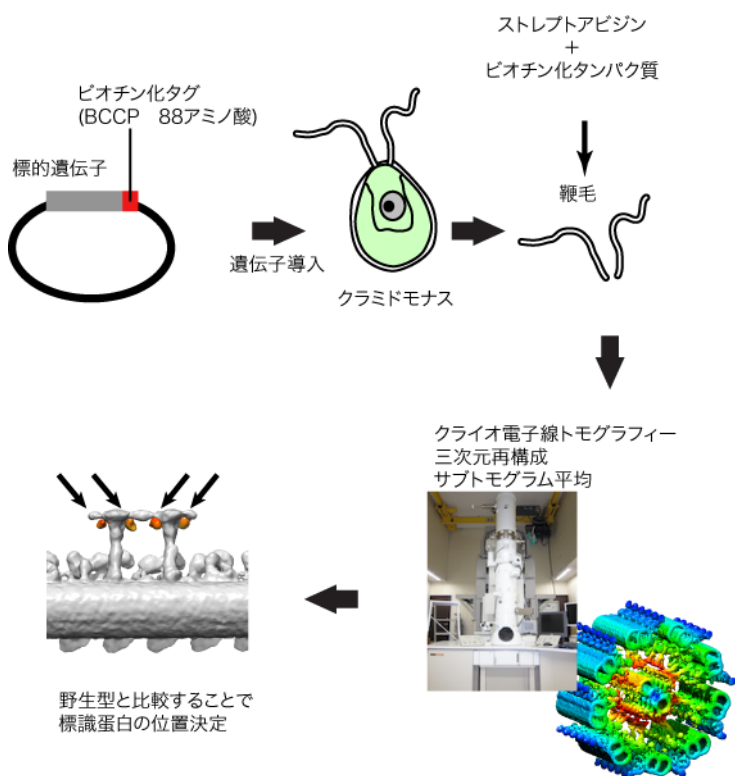 ストレプトアビジン
+
ビオチン化タンパク質
ビオチン化タグ
(BCCP　88アミノ酸)
標的遺伝子
遺伝子導入
クラミドモナス
鞭毛
クライオ電子線トモグラフィー
三次元再構成
サブトモグラム平均
野生型と比較することで
標識蛋白の位置決定